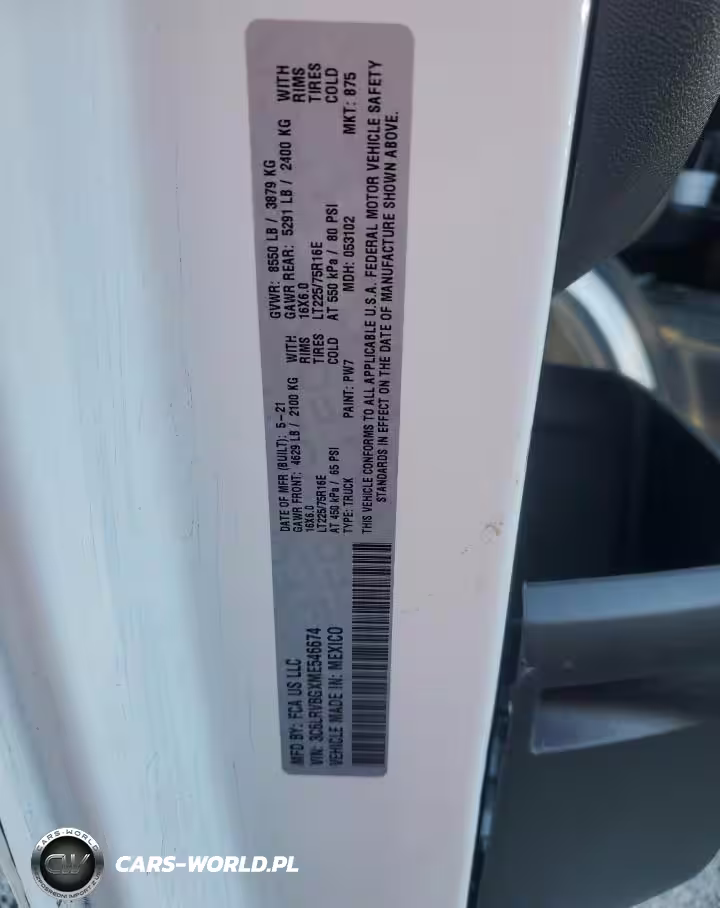 MFD BY: FCA US LLC
VIN: 3C6LRVBGXME546674
VEHICLE MADE IN: MEXICO
DATE OF MFR (BUILT): 5-21
GAWR FRONT: 4629 LB / 2100 KG WITH
16X6.0 RIMS
LT225/75R16E TIRES
AT 450 kPa / 65 PSI COLD
TYPE: TRUCK
GVWR: 8550 LB / 3879 KG
GAWR REAR: 5291 LB / 2400 KG WITH
16X6.0 RIMS
LT225/75R16E TIRES
AT 550 kPa / 80 PSI COLD
PAINT: PW7 MDH: 053102 MKT: 875
THIS VEHICLE CONFORMS TO ALL APPLICABLE U.S.A. FEDERAL MOTOR VEHICLE SAFETY
STANDARDS IN EFFECT ON THE DATE OF MANUFACTURE SHOWN ABOVE.
CARS-WORLD
CW
CARS-WORLD.PL